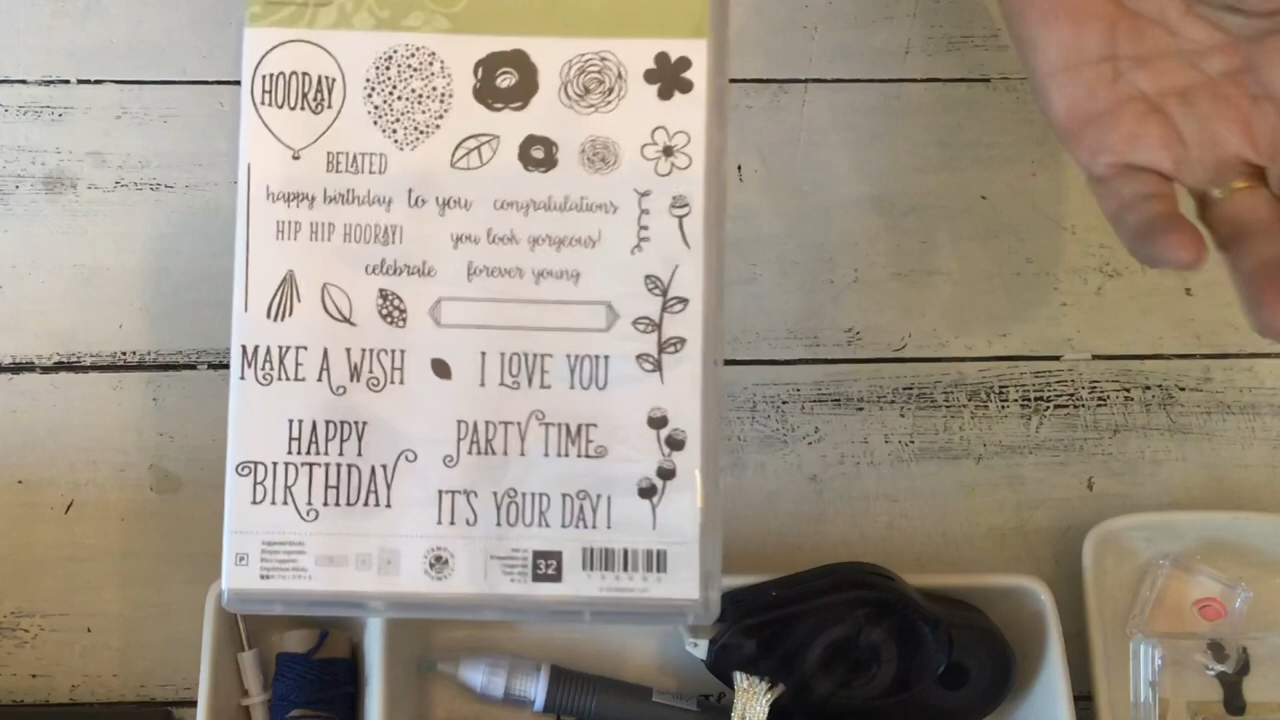 HOORAY
BELATED
happy birthday to you congratulations
HIP HIP HOORAY!
you look gorgeous!
celebrate
forever young
MAKE A WISH
I LOVE YOU
HAPPY
BIRTHDAY
PARTY TIME
IT'S YOUR DAY!
P
32